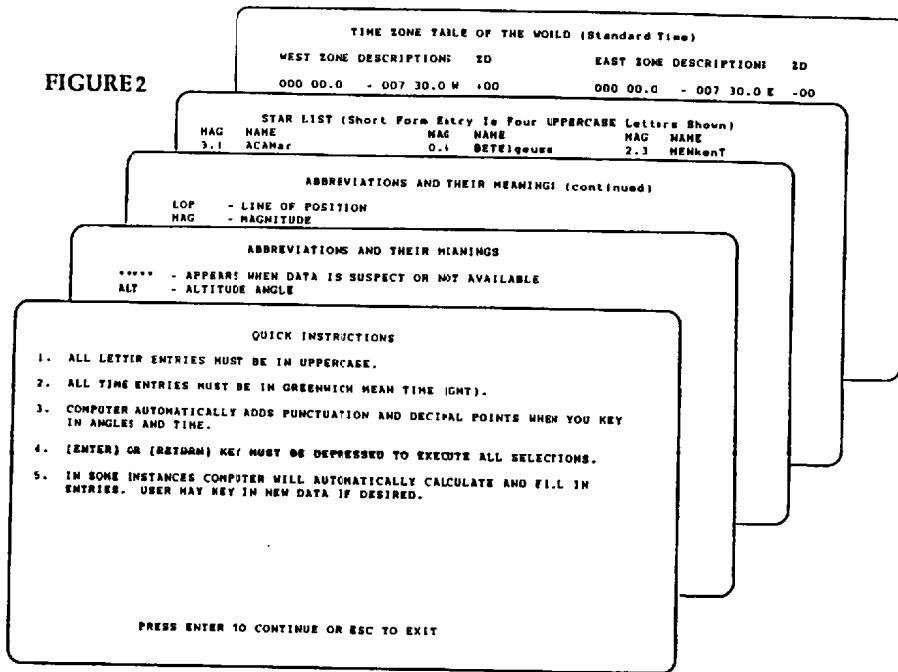 FIGURE 2
TIME ZONE TABLE OF THE WORLD (Standard Time)
WEST ZONE DESCRIPTIONS ZD EAST ZONE DESCRIPTIONS ZD
000 00.0 - 007 30.0 W +00 000 00.0 - 007 30.0 E -00
STAR LIST (Short Form Entry Is Four UPPERCASE Letters Shown)
MAG NAME MAG NAME MAG NAME
3.1 ACAMar 0.4 BETElgeuse 2.3 MENkenT
ABBREVIATIONS AND THEIR MEANINGS (continued)
LOP - LINE OF POSITION
MAG - MAGNITUDE
ABBREVIATIONS AND THEIR MEANINGS
***** - APPEARS WHEN DATA IS SUSPECT OR NOT AVAILABLE
ALT - ALTITUDE ANGLE
QUICK INSTRUCTIONS
1. ALL LETTER ENTRIES MUST BE IN UPPERCASE.
2. ALL TIME ENTRIES MUST BE IN GREENWICH MEAN TIME (GMT).
3. COMPUTER AUTOMATICALLY ADDS PUNCTUATION AND DECIMAL POINTS WHEN YOU KEY
IN ANGLES AND TIME.
4. [ENTER] OR [RETURN] KEY MUST BE DEPRESSED TO EXECUTE ALL SELECTIONS.
5. IN SOME INSTANCES COMPUTER WILL AUTOMATICALLY CALCULATE AND FILL IN
ENTRIES. USER MAY KEY IN NEW DATA IF DESIRED.
PRESS ENTER TO CONTINUE OR ESC TO EXIT